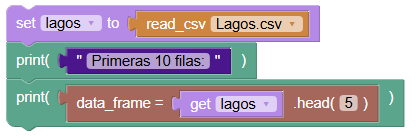 set lagos to read_csv Lagos.csv
print( " Primeras 10 filas: " )
print( data_frame = get lagos .head( 5 ) )